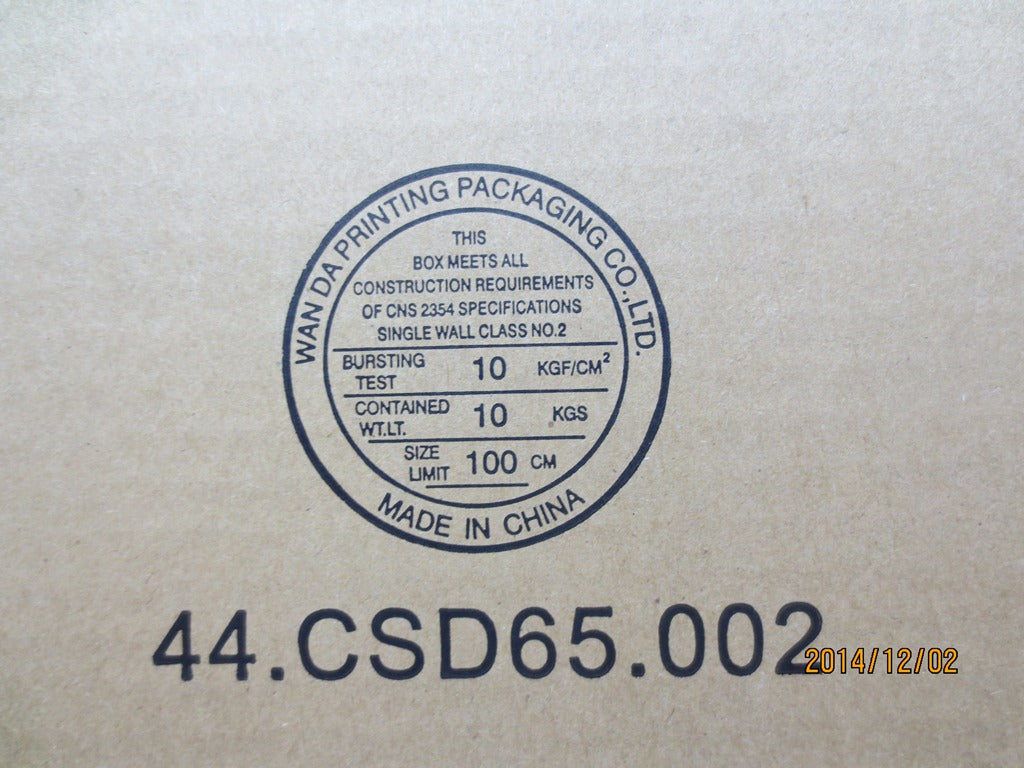 WAN DA PRINTING PACKAGING CO.,LTD.
THIS
BOX MEETS ALL
CONSTRUCTION REQUIREMENTS
OF CNS 2354 SPECIFICATIONS
SINGLE WALL CLASS NO.2
BURSTING TEST 10 KGF/CM²
CONTAINED WT.LT. 10 KGS
SIZE LIMIT 100 CM
MADE IN CHINA
44.CSD65.002
2014/12/02